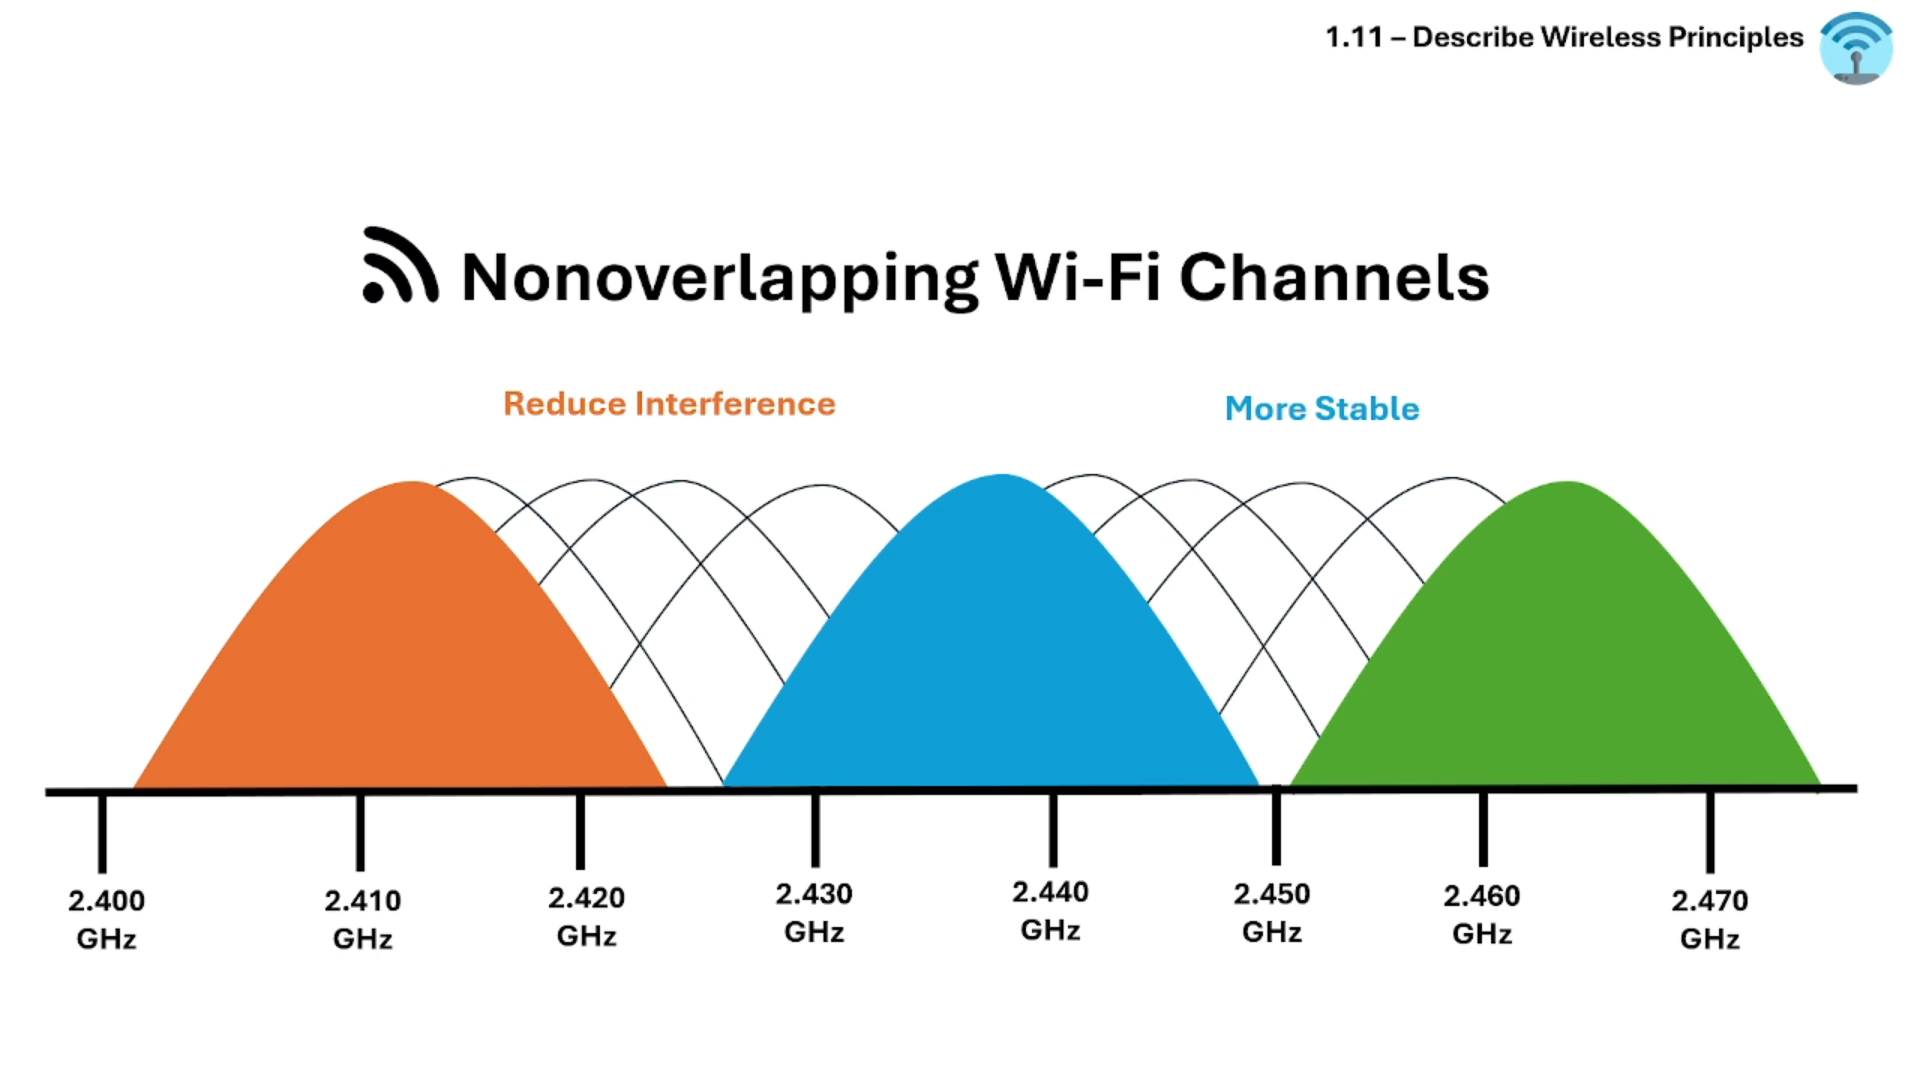 1.11 – Describe Wireless Principles
Nonoverlapping Wi-Fi Channels
Reduce Interference
More Stable
2.400
GHz
2.410
GHz
2.420
GHz
2.430
GHz
2.440
GHz
2.450
GHz
2.460
GHz
2.470
GHz